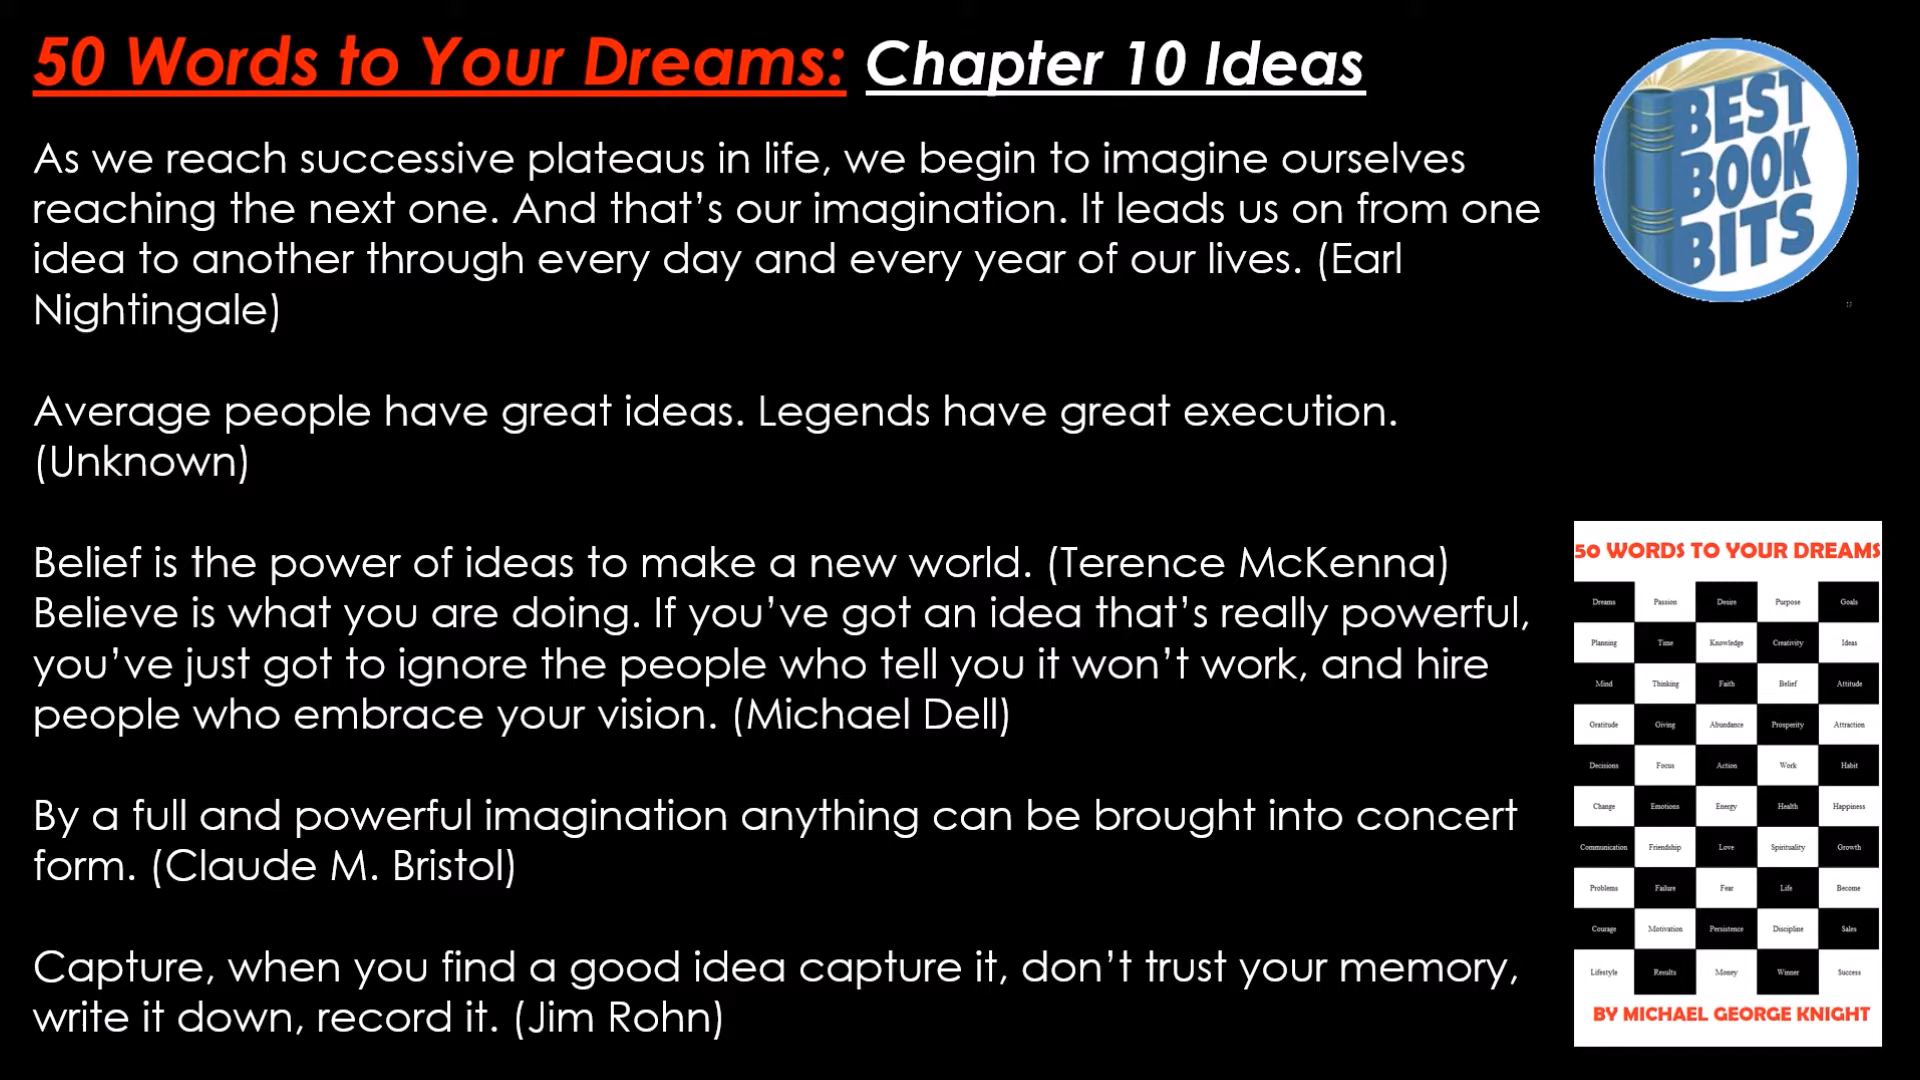 50 Words to Your Dreams: Chapter 10 Ideas
As we reach successive plateaus in life, we begin to imagine ourselves
reaching the next one. And that’s our imagination. It leads us on from one
idea to another through every day and every year of our lives. (Earl
Nightingale)
Average people have great ideas. Legends have great execution.
(Unknown)
Belief is the power of ideas to make a new world. (Terence McKenna)
Believe is what you are doing. If you’ve got an idea that’s really powerful,
you’ve just got to ignore the people who tell you it won’t work, and hire
people who embrace your vision. (Michael Dell)
By a full and powerful imagination anything can be brought into concert
form. (Claude M. Bristol)
Capture, when you find a good idea capture it, don’t trust your memory,
write it down, record it. (Jim Rohn)
BEST
BOOK
BITS
50 WORDS TO YOUR DREAMS
Dreams Passion Desire Purpose Goals
Planning Time Knowledge Creativity Ideas
Mind Thinking Faith Belief Attitude
Gratitude Giving Abundance Prosperity Attraction
Decisions Focus Action Work Habit
Change Emotions Energy Health Happiness
Communication Friendship Love Spirituality Growth
Problems Failure Fear Life Become
Courage Motivation Persistence Discipline Sales
Lifestyle Results Money Winner Success
BY MICHAEL GEORGE KNIGHT